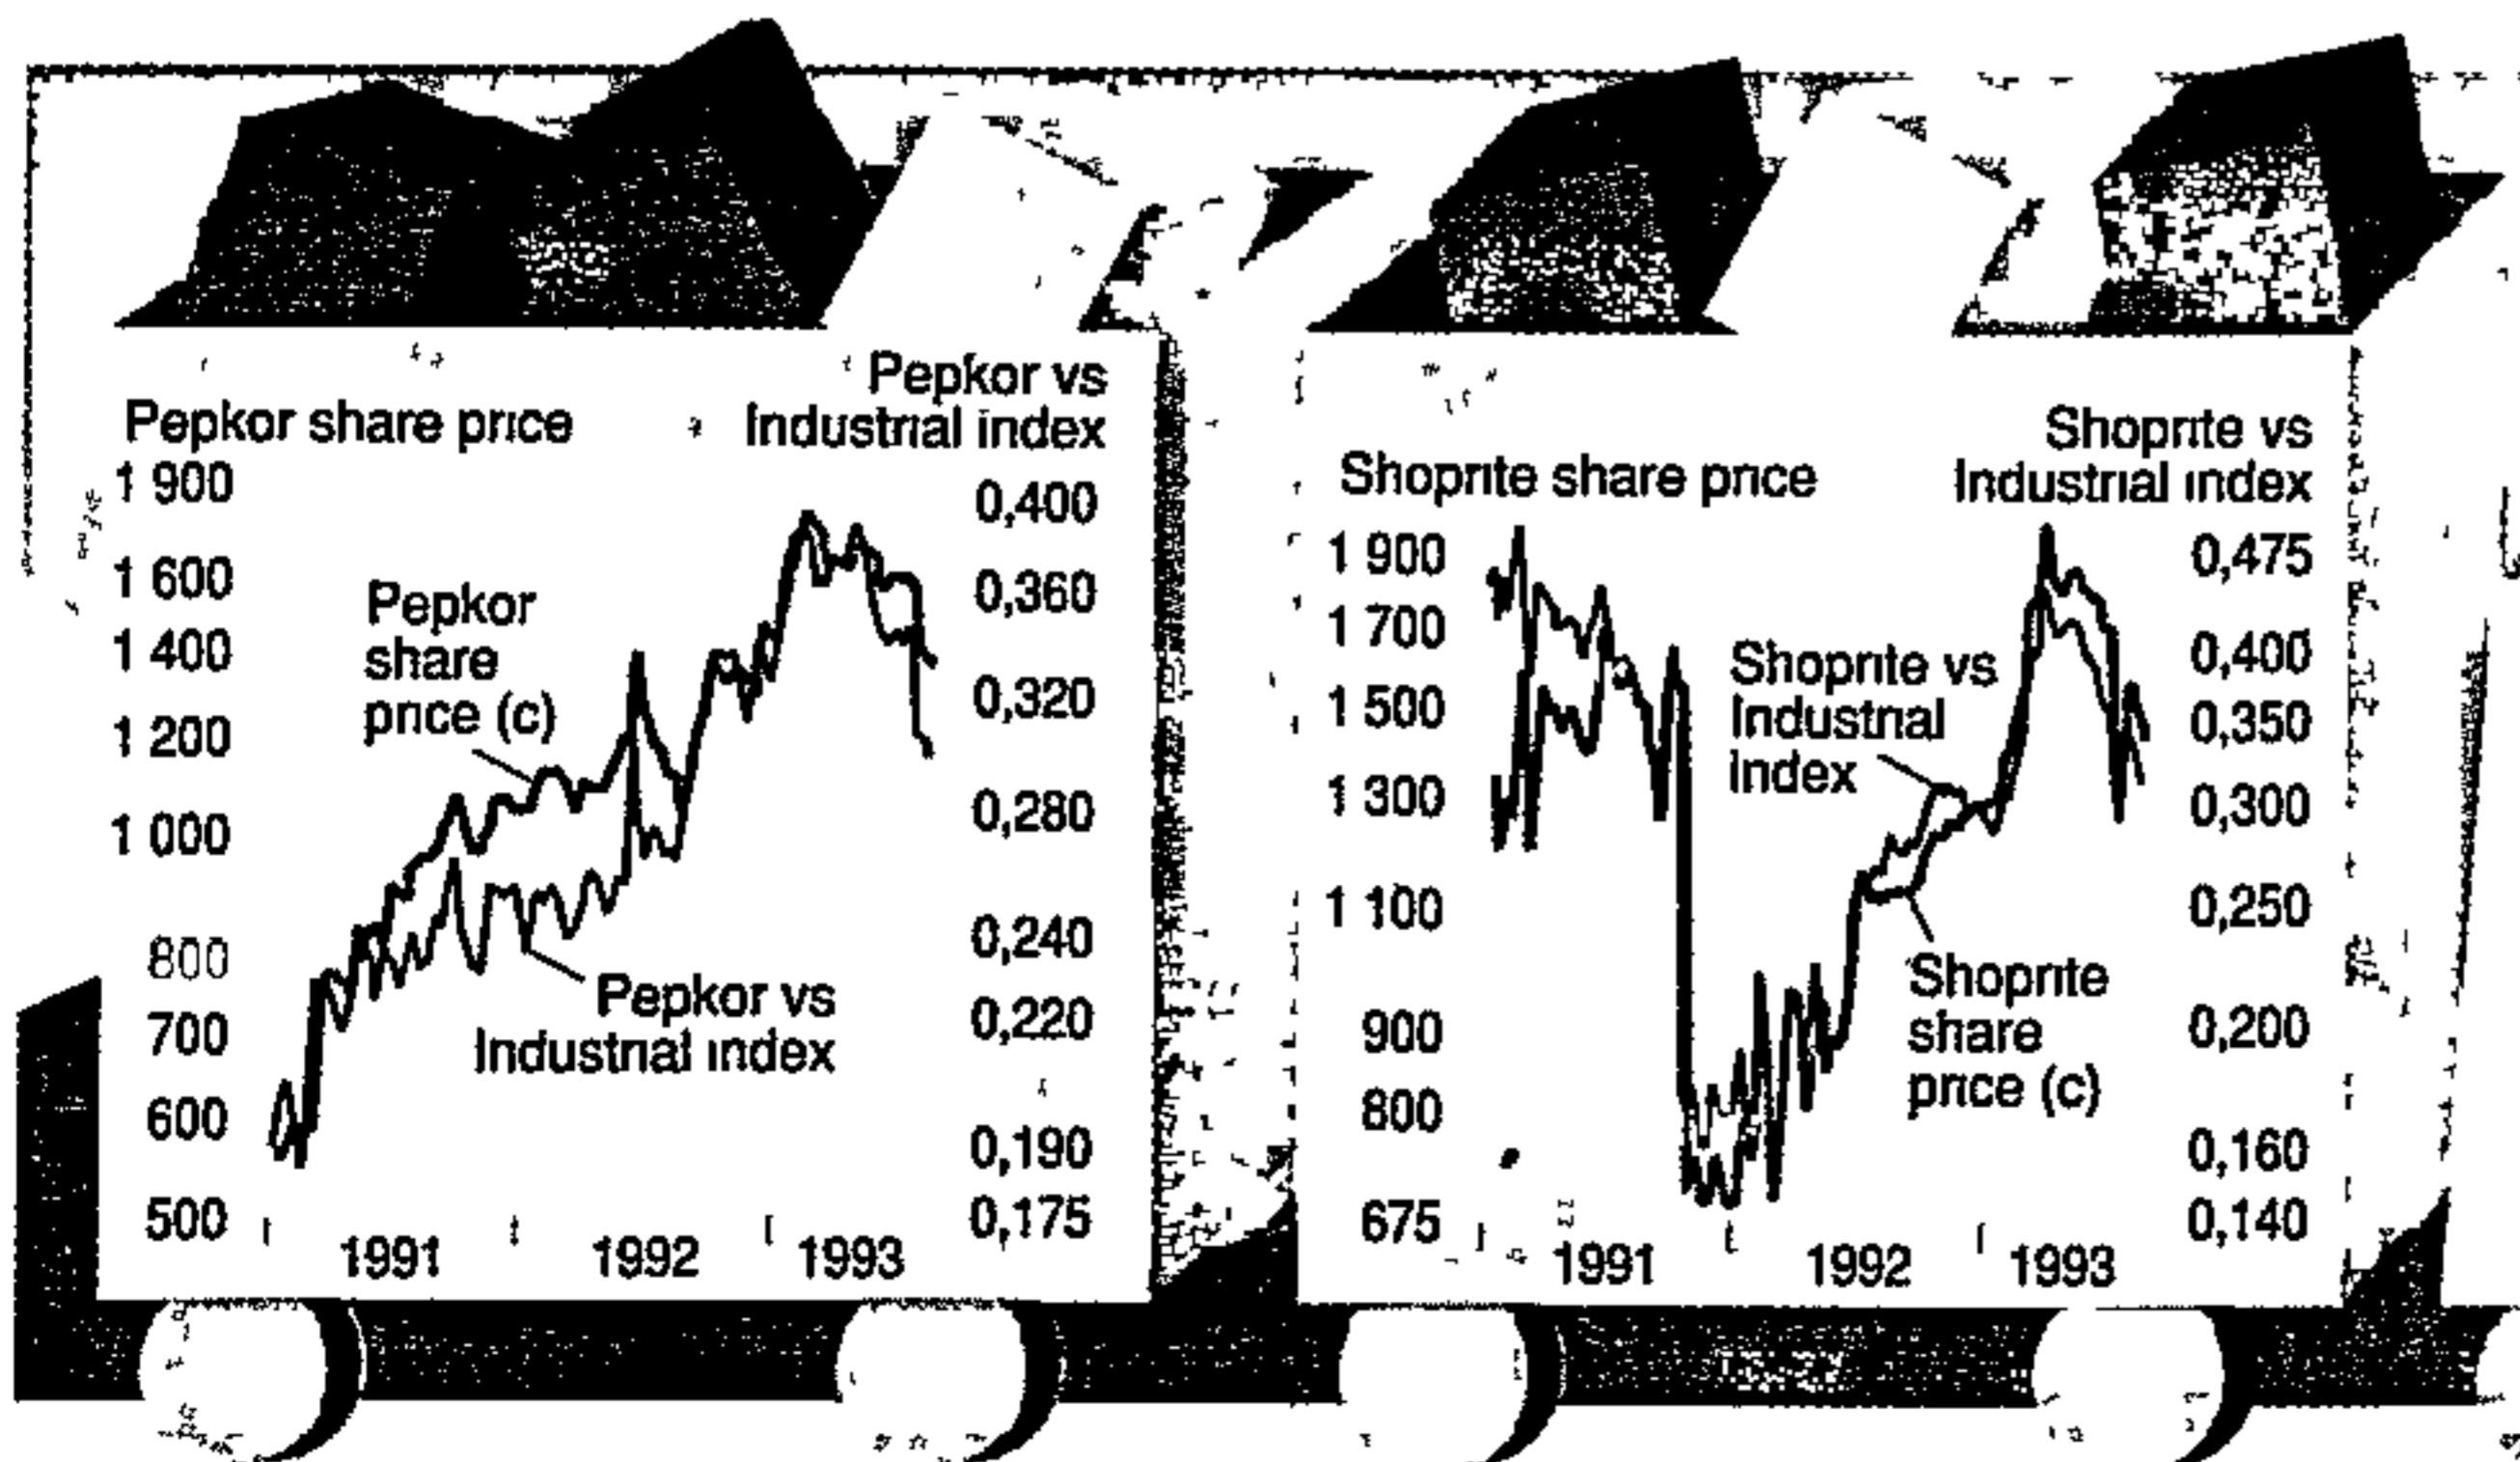 Pepkor share price
Pepkor vs
Industrial index
1 900
1 600
1 400
1 200
1 000
800
700
600
500
0,400
0,360
0,320
0,280
0,240
0,220
0,190
0,175
Pepkor
share
price (c)
Pepkor vs
Industrial index
1991
1992
1993
Shoprite share price
Shoprite vs
Industrial index
1 900
1 700
1 500
1 300
1 100
900
800
675
0,475
0,400
0,350
0,300
0,250
0,200
0,160
0,140
Shoprite vs
Industrial
index
Shoprite
share
price (c)
1991
1992
1993